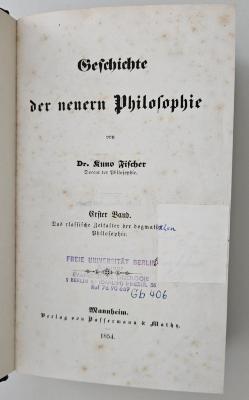 Geschichte
der neuern Philosophie
von
Dr. Kuno Fischer
Docent der Philosophie.
Erster Band.
Das classische Zeitalter der dogmatischen
Philosophie.
FREIE UNIVERSITÄT BERLIN
Gb 406
Mannheim.
Verlag von Bassermann & Mathy.
1854.